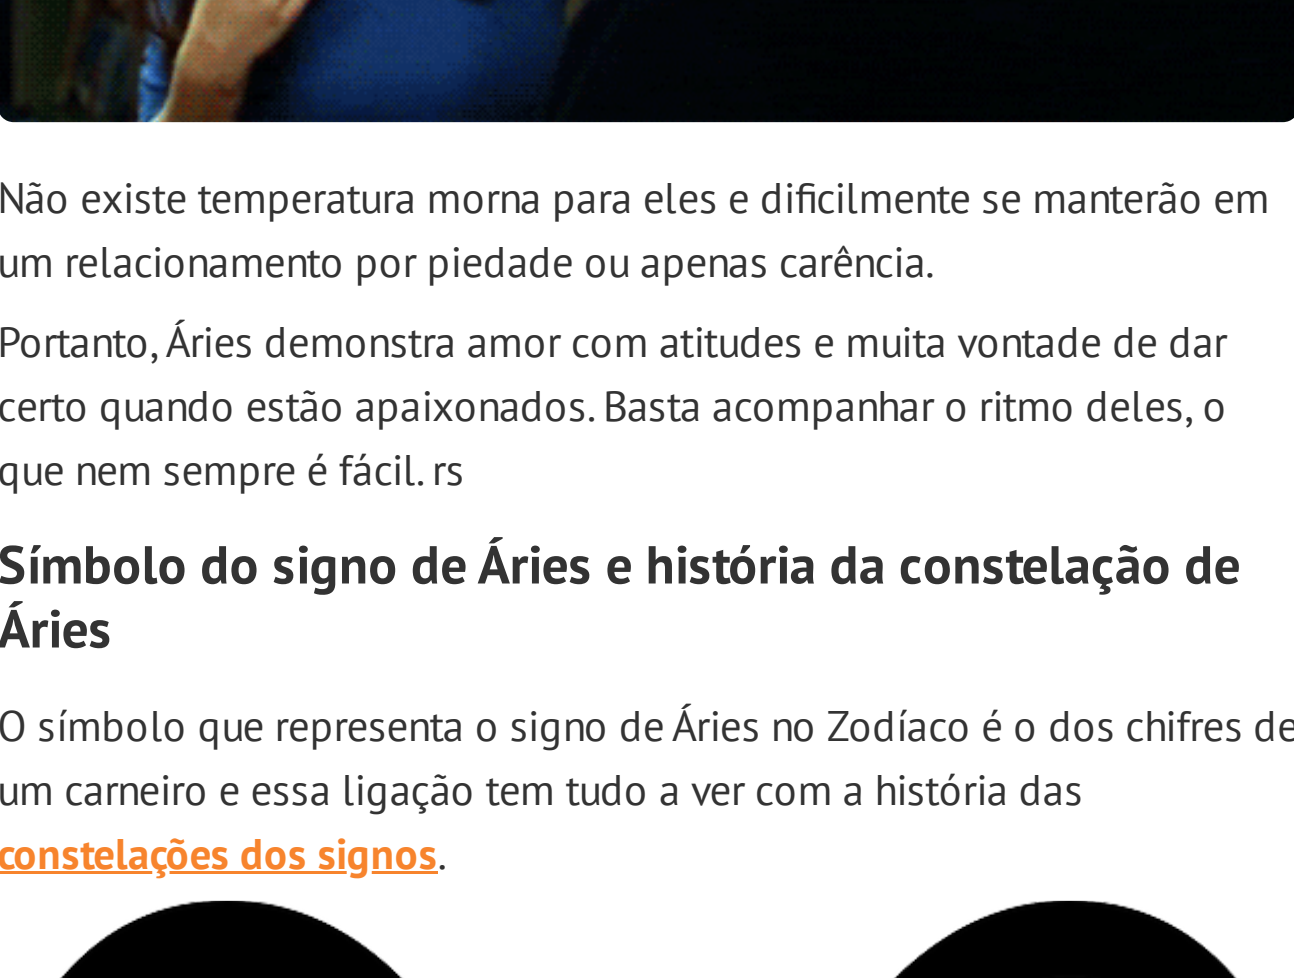 Não existe temperatura morna para eles e dificilmente se manterão em
um relacionamento por piedade ou apenas carência.
Portanto, Áries demonstra amor com atitudes e muita vontade de dar
certo quando estão apaixonados. Basta acompanhar o ritmo deles, o
que nem sempre é fácil. rs
Símbolo do signo de Áries e história da constelação de
Áries
O símbolo que representa o signo de Áries no Zodíaco é o dos chifres de
um carneiro e essa ligação tem tudo a ver com a história das
constelações dos signos.